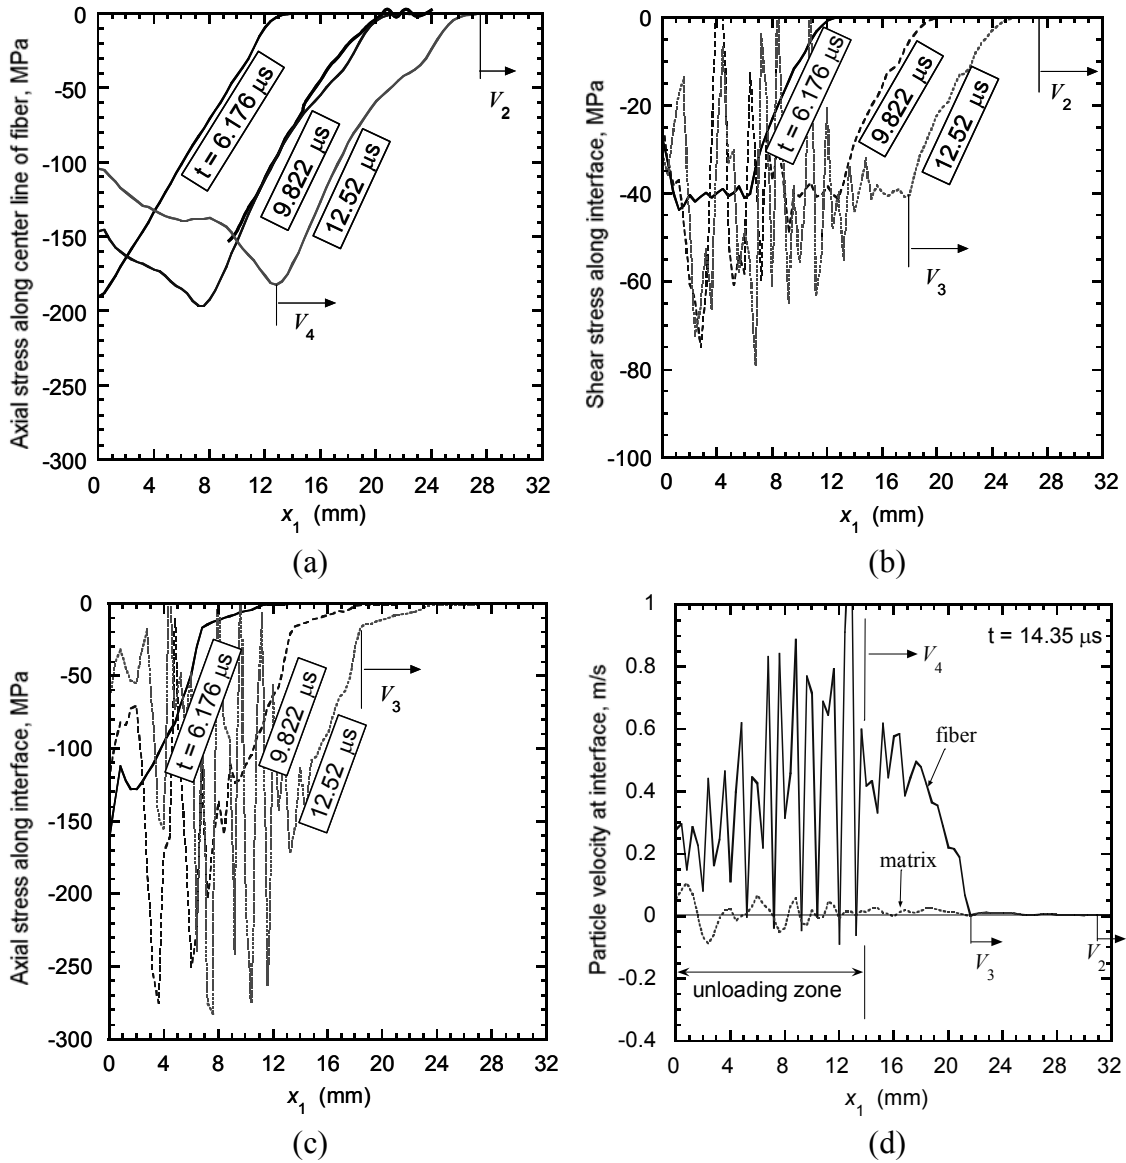 Axial stress along center line of fiber, MPa
0
-50
-100
-150
-200
-250
-300
t = 6.176 μs
9.822 μs
12.52 μs
V2
V4
0 4 8 12 16 20 24 28 32
x1 (mm)
(a)
Shear stress along interface, MPa
0
-20
-40
-60
-80
-100
t = 6.176 μs
9.822 μs
12.52 μs
V2
V3
0 4 8 12 16 20 24 28 32
x1 (mm)
(b)
Axial stress along interface, MPa
0
-50
-100
-150
-200
-250
-300
t = 6.176 μs
9.822 μs
12.52 μs
V3
0 4 8 12 16 20 24 28 32
x1 (mm)
(c)
Particle velocity at interface, m/s
1
0.8
0.6
0.4
0.2
0
-0.2
-0.4
t = 14.35 μs
V4
fiber
matrix
V3
V2
unloading zone
0 4 8 12 16 20 24 28 32
x1 (mm)
(d)